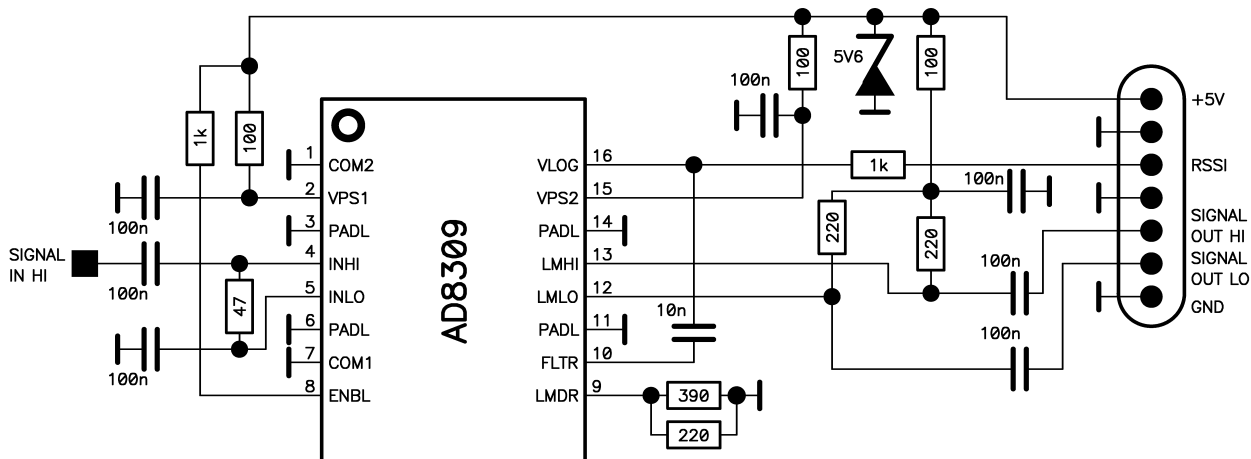 5V6
100
100
100n
+5V
1k
100
1
COM2
VLOG
16
1k
RSSI
2
VPS1
VPS2
15
100n
100n
3
PADL
PADL
14
220
220
SIGNAL
OUT HI
SIGNAL
IN HI
4
INHI
LMHI
13
100n
SIGNAL
OUT LO
100n
47
5
INLO
LMLO
12
GND
AD8309
10n
6
PADL
PADL
11
100n
100n
7
COM1
FLTR
10
8
ENBL
LMDR
9
390
220